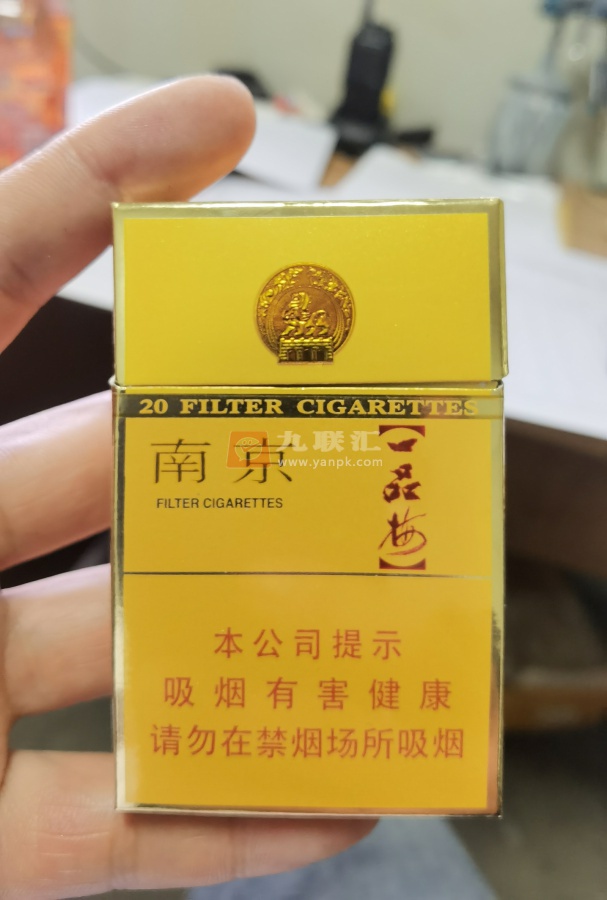 20 FILTER CIGARETTES
南京
FILTER CIGARETTES
【一品梅】
九联汇
www.yanpk.com
本公司提示
吸烟有害健康
请勿在禁烟场所吸烟